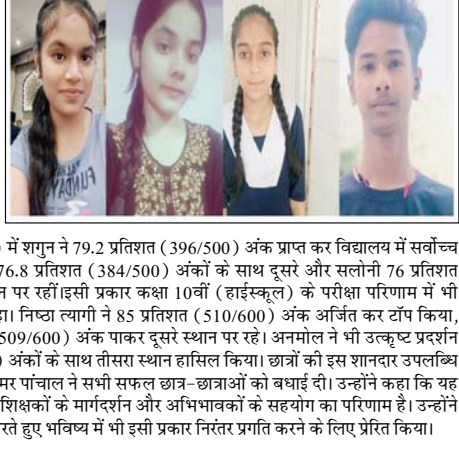 FUNDAY
) में शगुन ने 79.2 प्रतिशत (396/500) अंक प्राप्त कर विद्यालय में सर्वोच्च
76.8 प्रतिशत (384/500) अंकों के साथ दूसरे और सलोनी 76 प्रतिशत
न पर रहीं।इसी प्रकार कक्षा 10वीं (हाईस्कूल) के परीक्षा परिणाम में भी
हा। निष्ठा त्यागी ने 85 प्रतिशत (510/600) अंक अर्जित कर टॉप किया,
509/600) अंक पाकर दूसरे स्थान पर रहे। अनमोल ने भी उत्कृष्ट प्रदर्शन
) अंकों के साथ तीसरा स्थान हासिल किया। छात्रों की इस शानदार उपलब्धि
मर पांचाल ने सभी सफल छात्र-छात्राओं को बधाई दी। उन्होंने कहा कि यह
शिक्षकों के मार्गदर्शन और अभिभावकों के सहयोग का परिणाम है। उन्होंने
रते हुए भविष्य में भी इसी प्रकार निरंतर प्रगति करने के लिए प्रेरित किया।